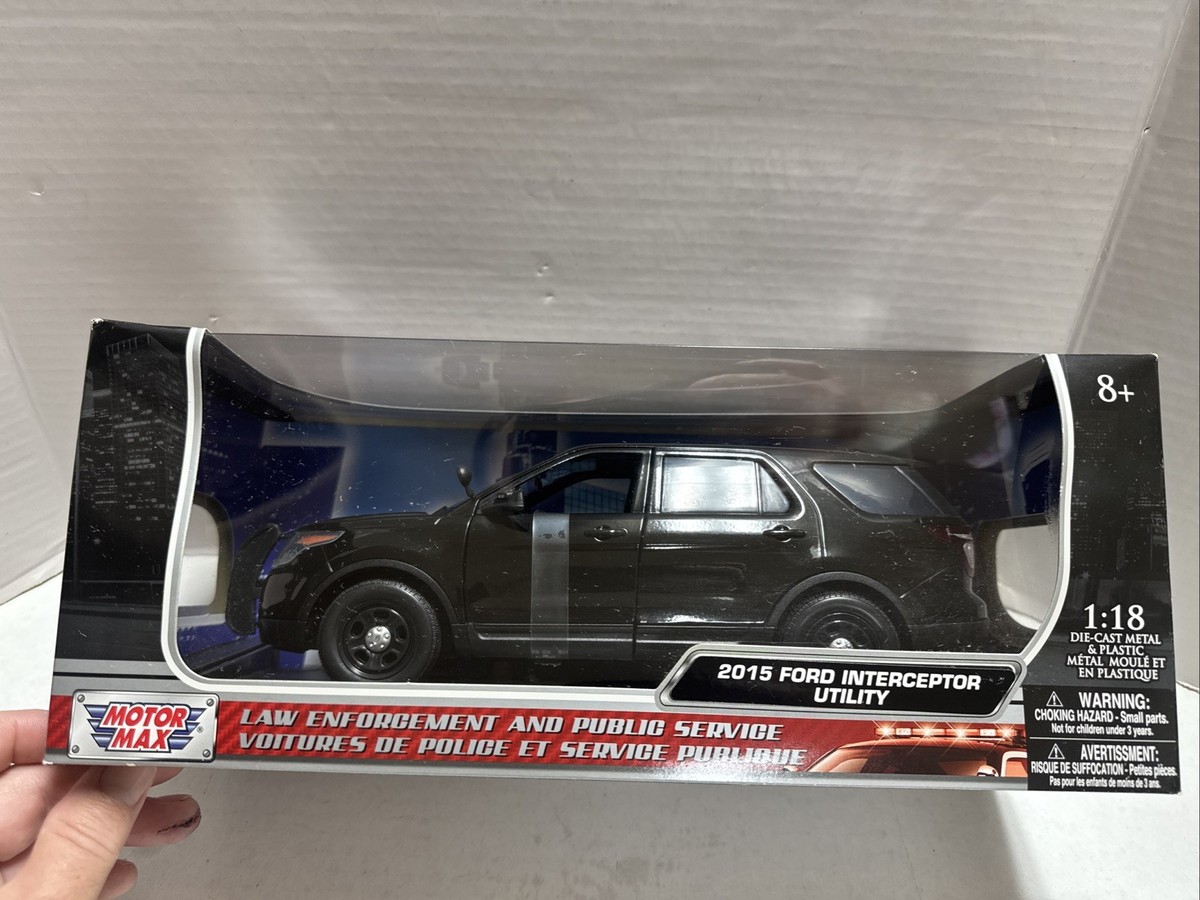 8+
1:18
DIE-CAST METAL
& PLASTIC
MÉTAL MOULÉ ET
EN PLASTIQUE
2015 FORD INTERCEPTOR
UTILITY
MOTOR
MAX
®
LAW ENFORCEMENT AND PUBLIC SERVICE
VOITURES DE POLICE ET SERVICE PUBLIQUE
WARNING:
CHOKING HAZARD - Small parts.
Not for children under 3 years.
AVERTISSMENT:
RISQUE DE SUFFOCATION - Petites pièces.
Pas pour les enfants de moins de 3 ans.